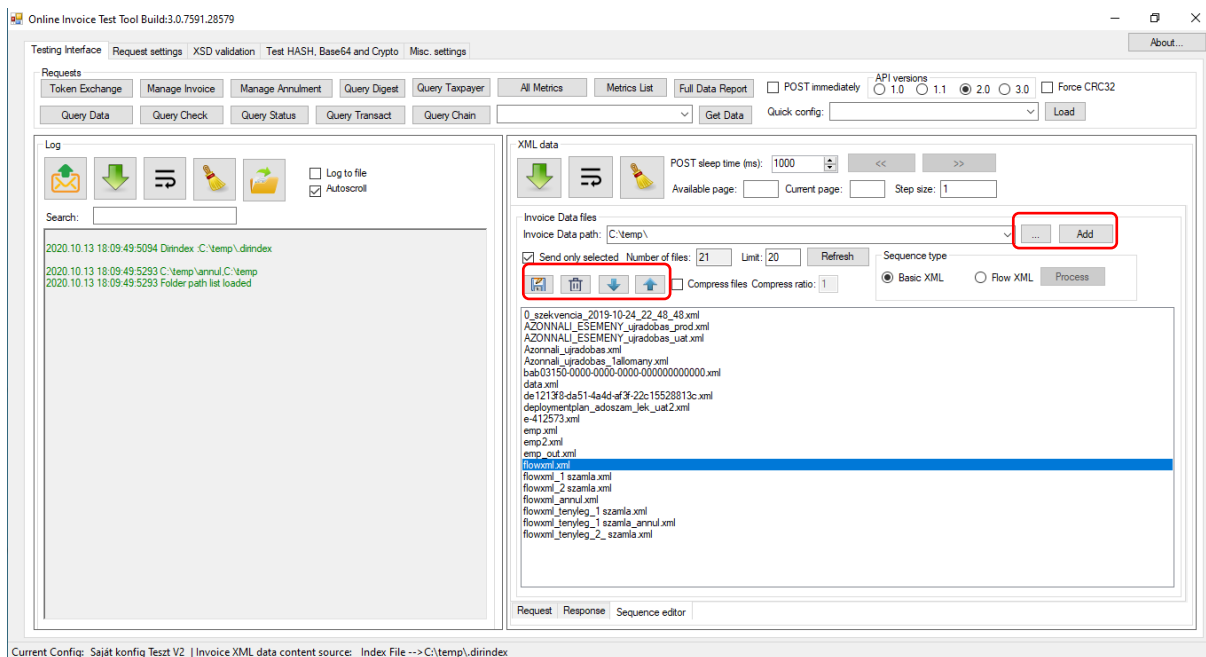 Online Invoice Test Tool Build:3.0.7591.28579
About...
Testing Interface Request settings XSD validation Test HASH, Base64 and Crypto Misc. settings
Requests
Token Exchange Manage Invoice Manage Annulment Query Digest Query Taxpayer All Metrics Metrics List Full Data Report POST immediately API versions 1.0 1.1 2.0 3.0 Force CRC32
Query Data Query Check Query Status Query Transact Query Chain Get Data Quick config: Load
Log
Log to file
Autoscroll
Search:
2020.10.13 18:09:49:5094 Dirindex :C:\temp\.dirindex
2020.10.13 18:09:49:5293 C:\temp\annul,C:\temp
2020.10.13 18:09:49:5293 Folder path list loaded
XML data
POST sleep time (ms): 1000 << >>
Available page: Current page: Step size: 1
Invoice Data files
Invoice Data path: C:\temp\ ... Add
Send only selected Number of files: 21 Limit: 20 Refresh Sequence type
Compress files Compress ratio: 1 Basic XML Flow XML Process
0_szekvencia_2019-10-24_22_48_48.xml
AZONNALI_ESEMENY_ujradobas_prod.xml
AZONNALI_ESEMENY_ujradobas_uat.xml
Azonnali_ujradobas.xml
Azonnali_ujradobas_1allomany.xml
bab03150-0000-0000-0000-000000000000.xml
data.xml
de1213f8-da51-4a4d-af3f-22c15528813c.xml
deploymentplan_adoszam_lek_uat2.xml
e-412573.xml
emp.xml
emp2.xml
emp_out.xml
flowxml.xml
flowxml_1 szamla.xml
flowxml_2 szamla.xml
flowxml_annul.xml
flowxml_tenyleg_1 szamla.xml
flowxml_tenyleg_1 szamla_annul.xml
flowxml_tenyleg_2_ szamla.xml
Request Response Sequence editor
Current Config: Saját konfig Teszt V2 | Invoice XML data content source: Index File -->C:\temp\.dirindex